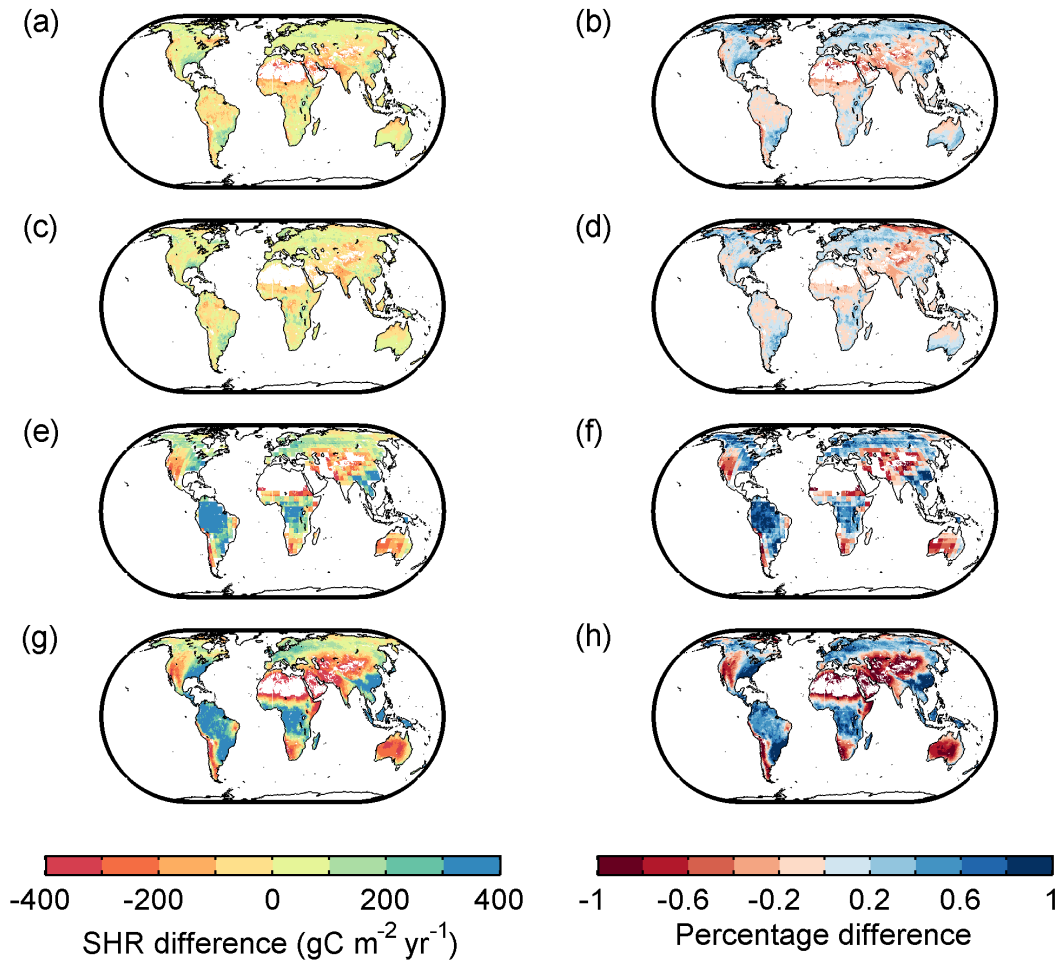 (a)
(b)
(c)
(d)
(e)
(f)
(g)
(h)
-400 -200 0 200 400
SHR difference (gC m⁻² yr⁻¹)
-1 -0.6 -0.2 0.2 0.6 1
Percentage difference